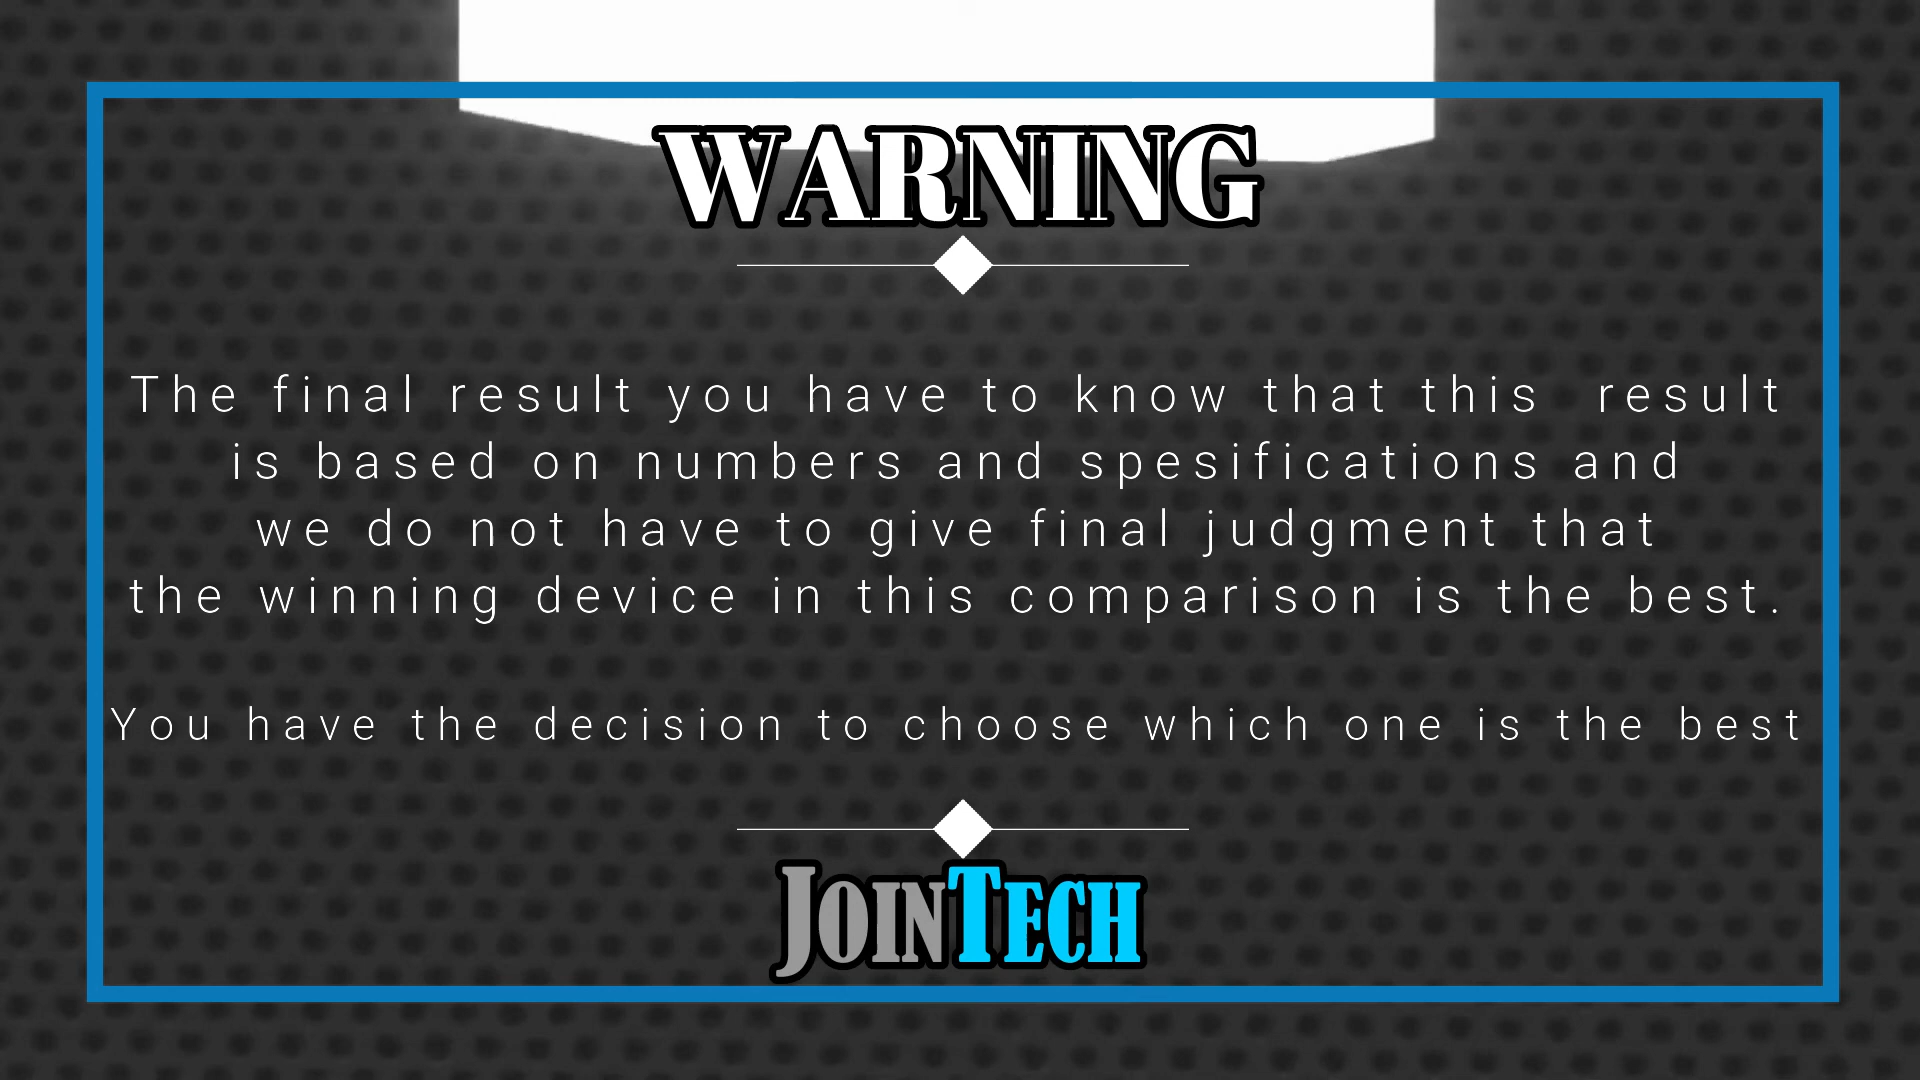 WARNING
The final result you have to know that this result
is based on numbers and spesifications and
we do not have to give final judgment that
the winning device in this comparison is the best.
You have the decision to choose which one is the best
JOINTECH